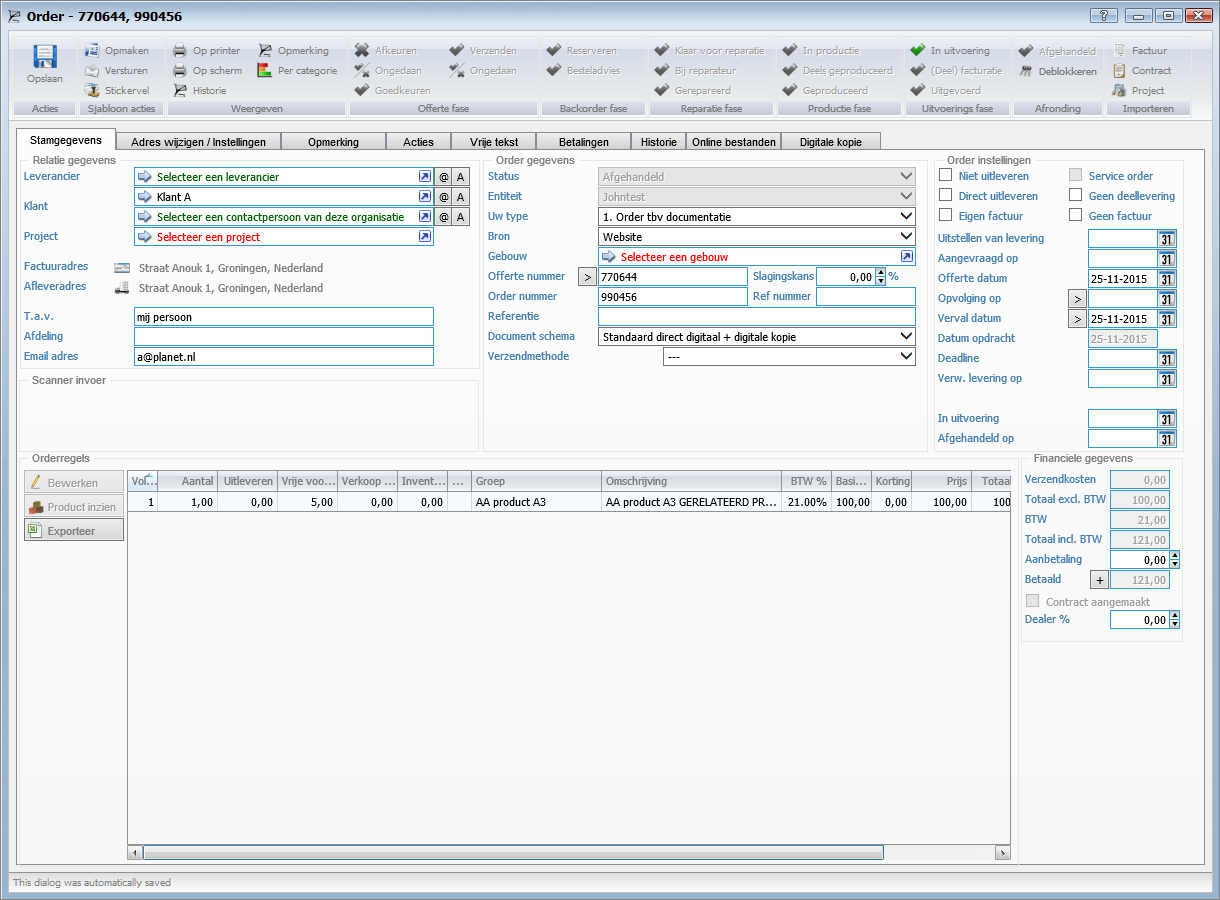 Order - 770644, 990456
Opslaan
Acties
Opmaken
Versturen
Stickervel
Sjabloon acties
Op printer
Op scherm
Historie
Opmerking
Per categorie
Weergeven
Afkeuren
Ongedaan
Goedkeuren
Verzenden
Ongedaan
Offerte fase
Reserveren
Besteladvies
Backorder fase
Klaar voor reparatie
Bij reparateur
Gerepareerd
Reparatie fase
In productie
Deels geproduceerd
Geproduceerd
Productie fase
In uitvoering
(Deel) facturatie
Uitgevoerd
Uitvoerings fase
Afgehandeld
Deblokkeren
Afronding
Factuur
Contract
Project
Importeren
Stamgegevens Adres wijzigen / Instellingen Opmerking Acties Vrije tekst Betalingen Historie Online bestanden Digitale kopie
Relatie gegevens
Leverancier Selecteer een leverancier @ A
Klant Klant A @ A
Selecteer een contactpersoon van deze organisatie @ A
Project Selecteer een project
Factuuradres Straat Anouk 1, Groningen, Nederland
Afleveradres Straat Anouk 1, Groningen, Nederland
T.a.v. mij persoon
Afdeling
Email adres a@planet.nl
Scanner invoer
Order gegevens
Status Afgehandeld
Entiteit Johntest
Uw type 1. Order tbv documentatie
Bron Website
Gebouw Selecteer een gebouw
Offerte nummer > 770644 Slagingskans 0,00 %
Order nummer 990456 Ref nummer
Referentie
Document schema Standaard direct digitaal + digitale kopie
Verzendmethode ---
Order instellingen
Niet uitleveren Service order
Direct uitleveren Geen deellevering
Eigen factuur Geen factuur
Uitstellen van levering 31
Aangevraagd op 31
Offerte datum 25-11-2015 31
Opvolging op > 31
Verval datum > 25-11-2015 31
Datum opdracht 25-11-2015
Deadline 31
Verw. levering op 31
In uitvoering 31
Afgehandeld op 31
Orderregels
Bewerken
Product inzien
Exporteer
Vol... Aantal Uitleveren Vrije voo... Verkoop ... Invent... ... Groep Omschrijving BTW % Basi... Korting Prijs Totaal
1 1,00 0,00 5,00 0,00 0,00 AA product A3 AA product A3 GERELATEERD PR... 21.00% 100,00 0,00 100,00 100
Financiele gegevens
Verzendkosten 0,00
Totaal excl. BTW 100,00
BTW 21,00
Totaal incl. BTW 121,00
Aanbetaling 0,00
Betaald + 121,00
Contract aangemaakt
Dealer % 0,00
This dialog was automatically saved